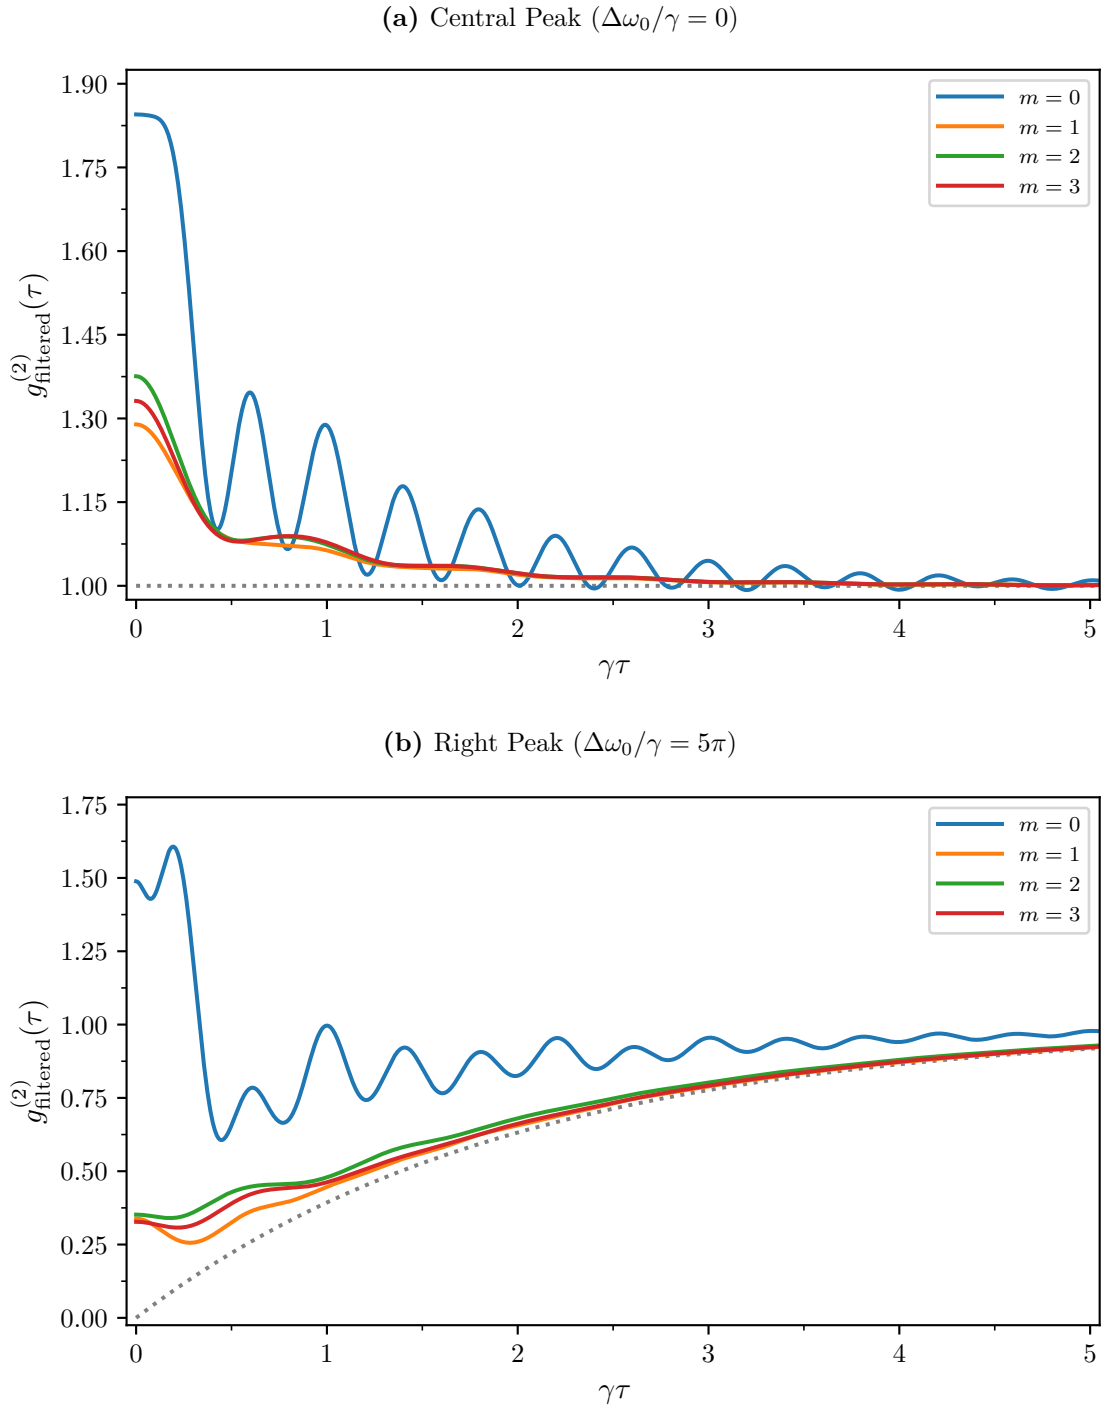 (a) Central Peak (Δω₀/γ = 0)
1.90
1.75
1.60
1.45
1.30
1.15
1.00
g⁽²⁾_filtered(τ)
m = 0
m = 1
m = 2
m = 3
0 1 2 3 4 5
γτ
(b) Right Peak (Δω₀/γ = 5π)
1.75
1.50
1.25
1.00
0.75
0.50
0.25
0.00
g⁽²⁾_filtered(τ)
m = 0
m = 1
m = 2
m = 3
0 1 2 3 4 5
γτ